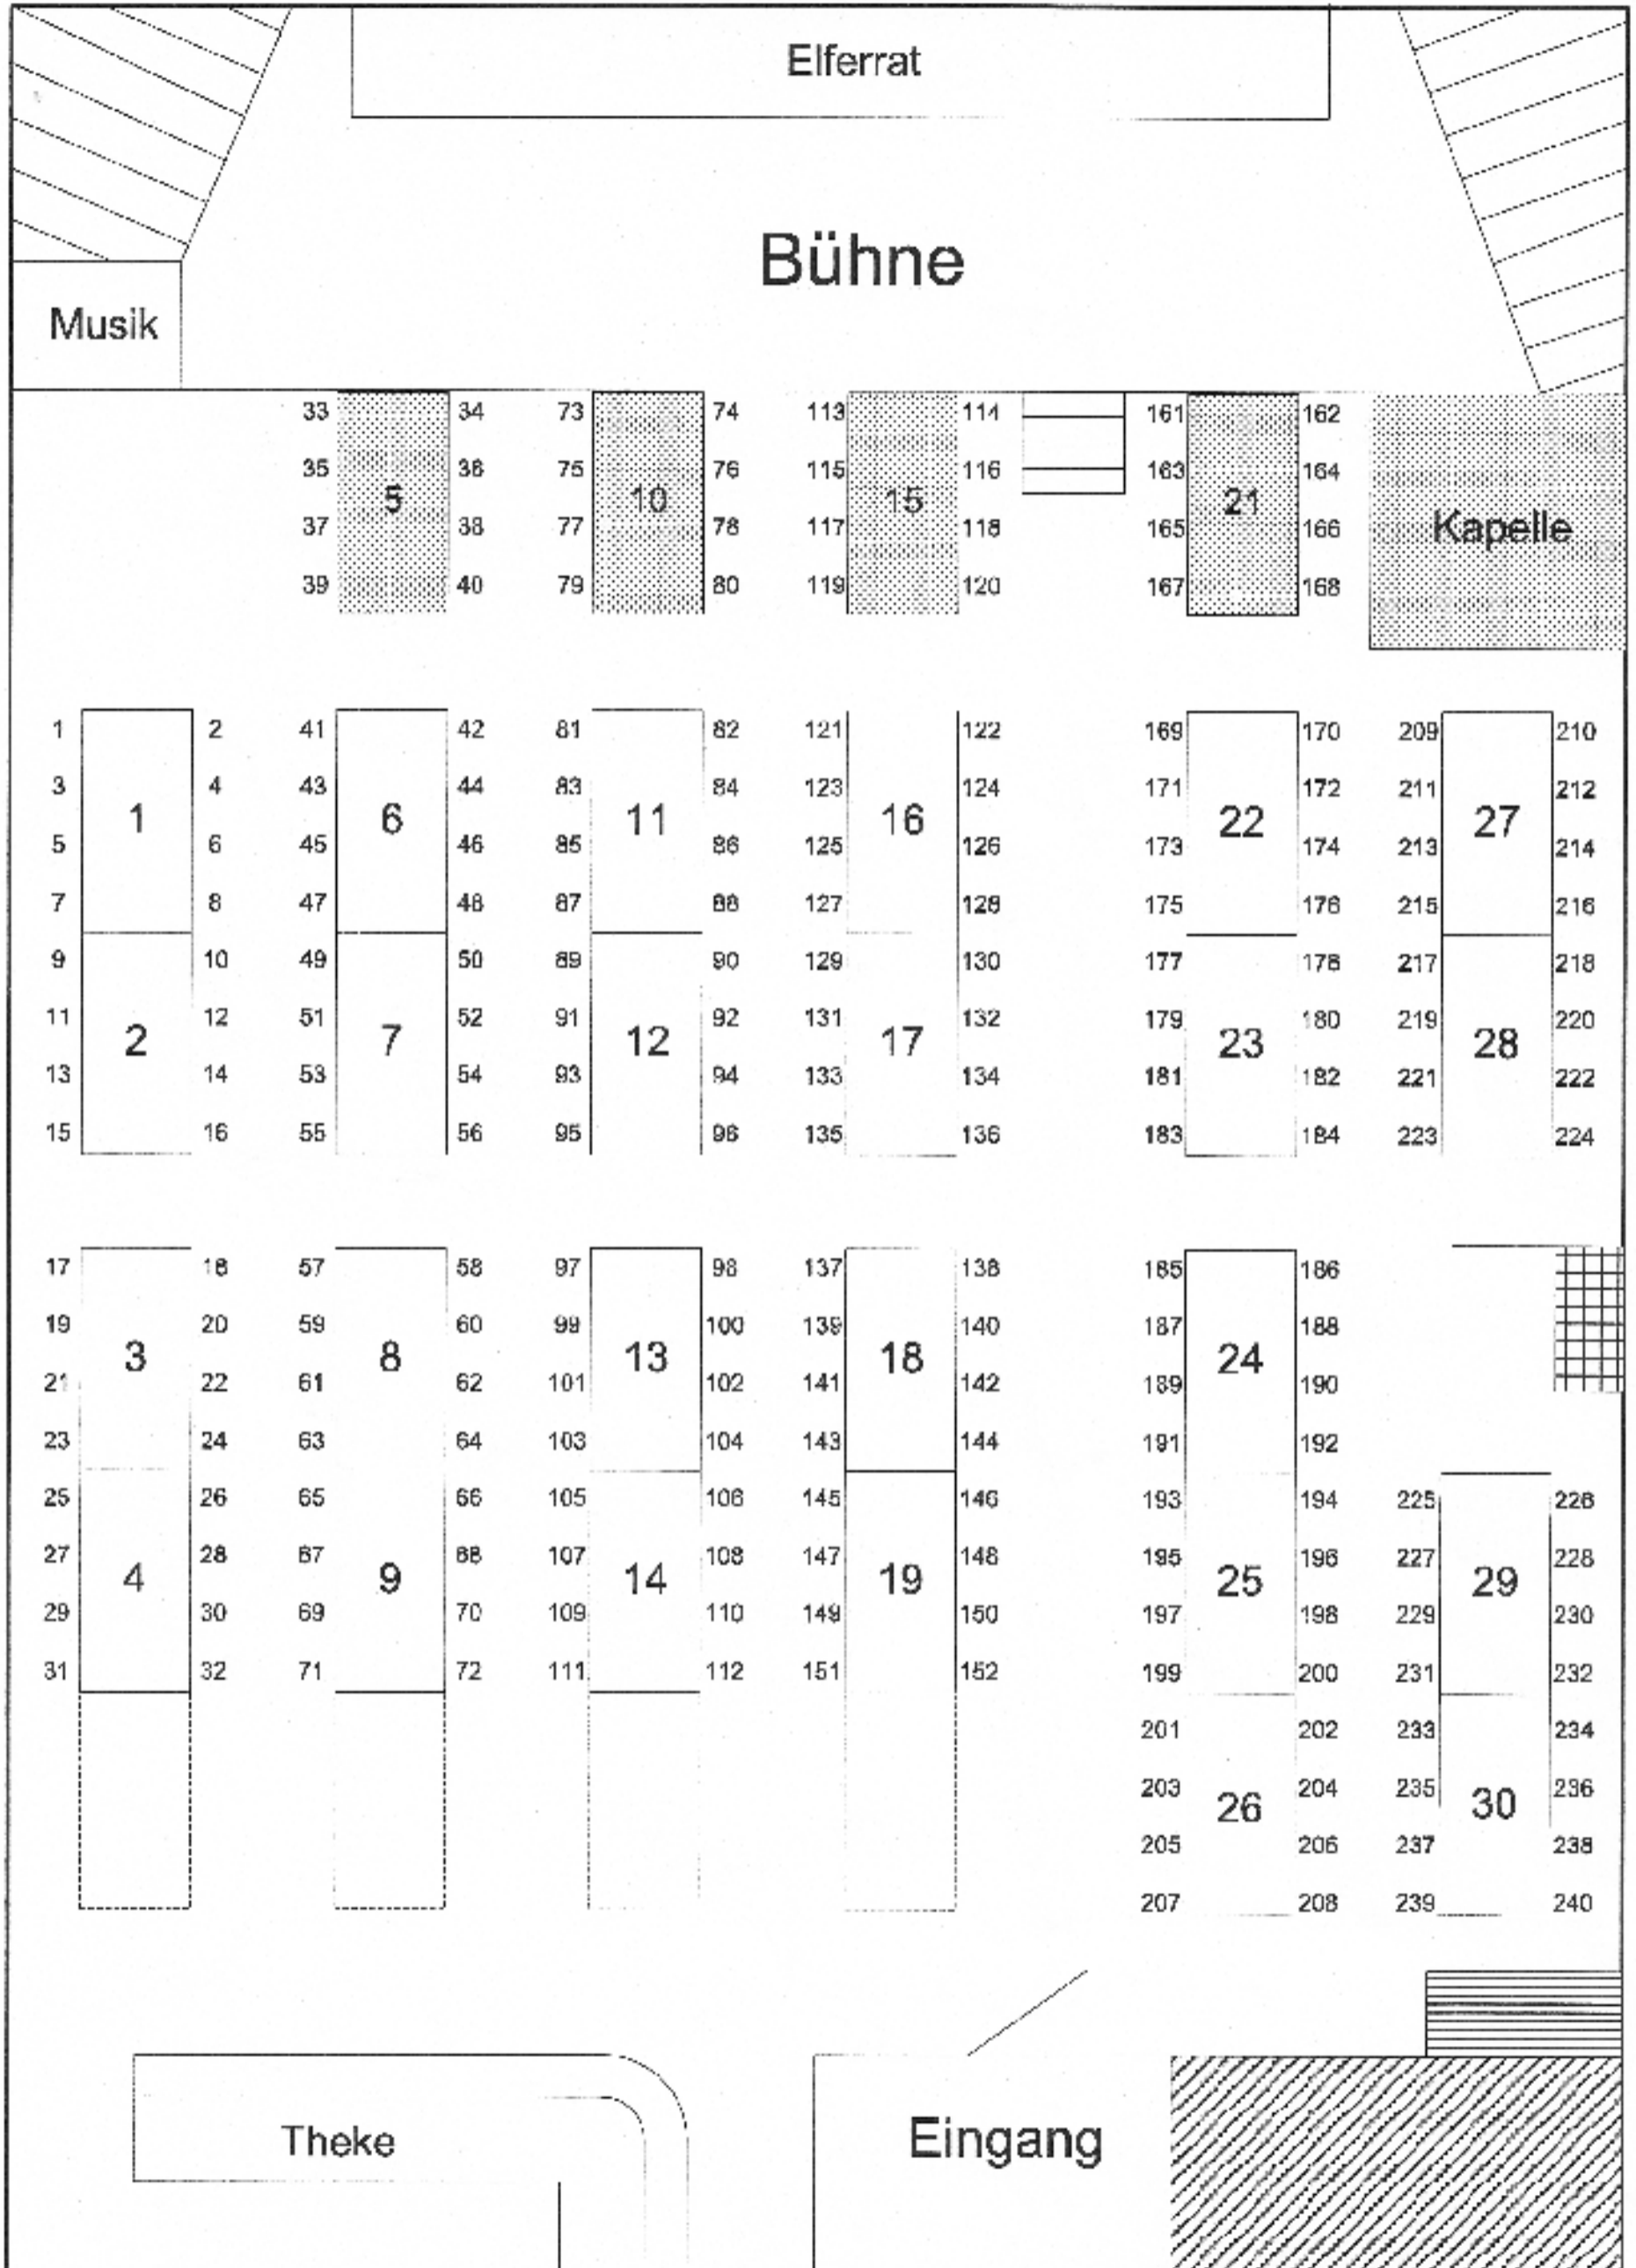 Elferrat
Bühne
Musik
33 34 73 74 113 114 161 162
35 36 75 76 115 116 163 164
5 10 15 21
37 38 77 78 117 118 165 166 Kapelle
39 40 79 80 119 120 167 168
1 2 41 42 81 82 121 122 169 170 209 210
3 4 43 44 83 84 123 124 171 172 211 212
1 6 11 16 22 27
5 6 45 46 85 86 125 126 173 174 213 214
7 8 47 48 87 88 127 128 175 176 215 216
9 10 49 50 89 90 129 130 177 178 217 218
11 12 51 52 91 92 131 132 179 180 219 220
2 7 12 17 23 28
13 14 53 54 93 94 133 134 181 182 221 222
15 16 55 56 95 96 135 136 183 184 223 224
17 18 57 58 97 98 137 138 185 186
19 20 59 60 99 100 139 140 187 188
3 8 13 18 24
21 22 61 62 101 102 141 142 189 190
23 24 63 64 103 104 143 144 191 192
25 26 65 66 105 106 145 146 193 194 225 226
27 28 67 68 107 108 147 148 195 196 227 228
4 9 14 19 25 29
29 30 69 70 109 110 149 150 197 198 229 230
31 32 71 72 111 112 151 152 199 200 231 232
201 202 233 234
203 204 235 236
26 30
205 206 237 238
207 208 239 240
Theke
Eingang